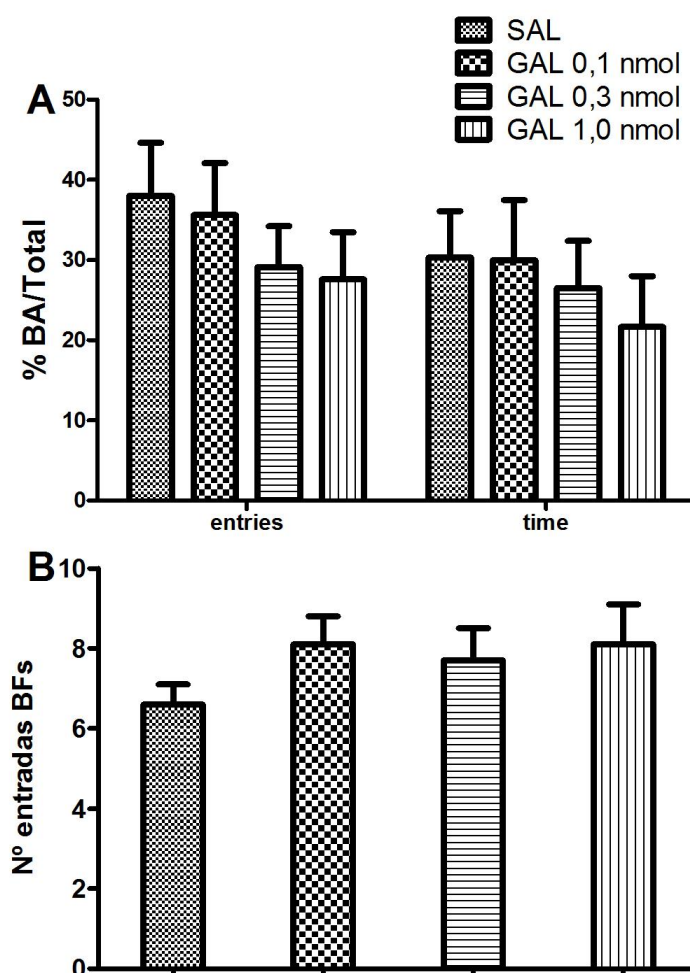 SAL
GAL 0,1 nmol
GAL 0,3 nmol
GAL 1,0 nmol
A
% BA/Total
50
40
30
20
10
0
entries
time
B
Nº entradas BFs
10
8
6
4
2
0